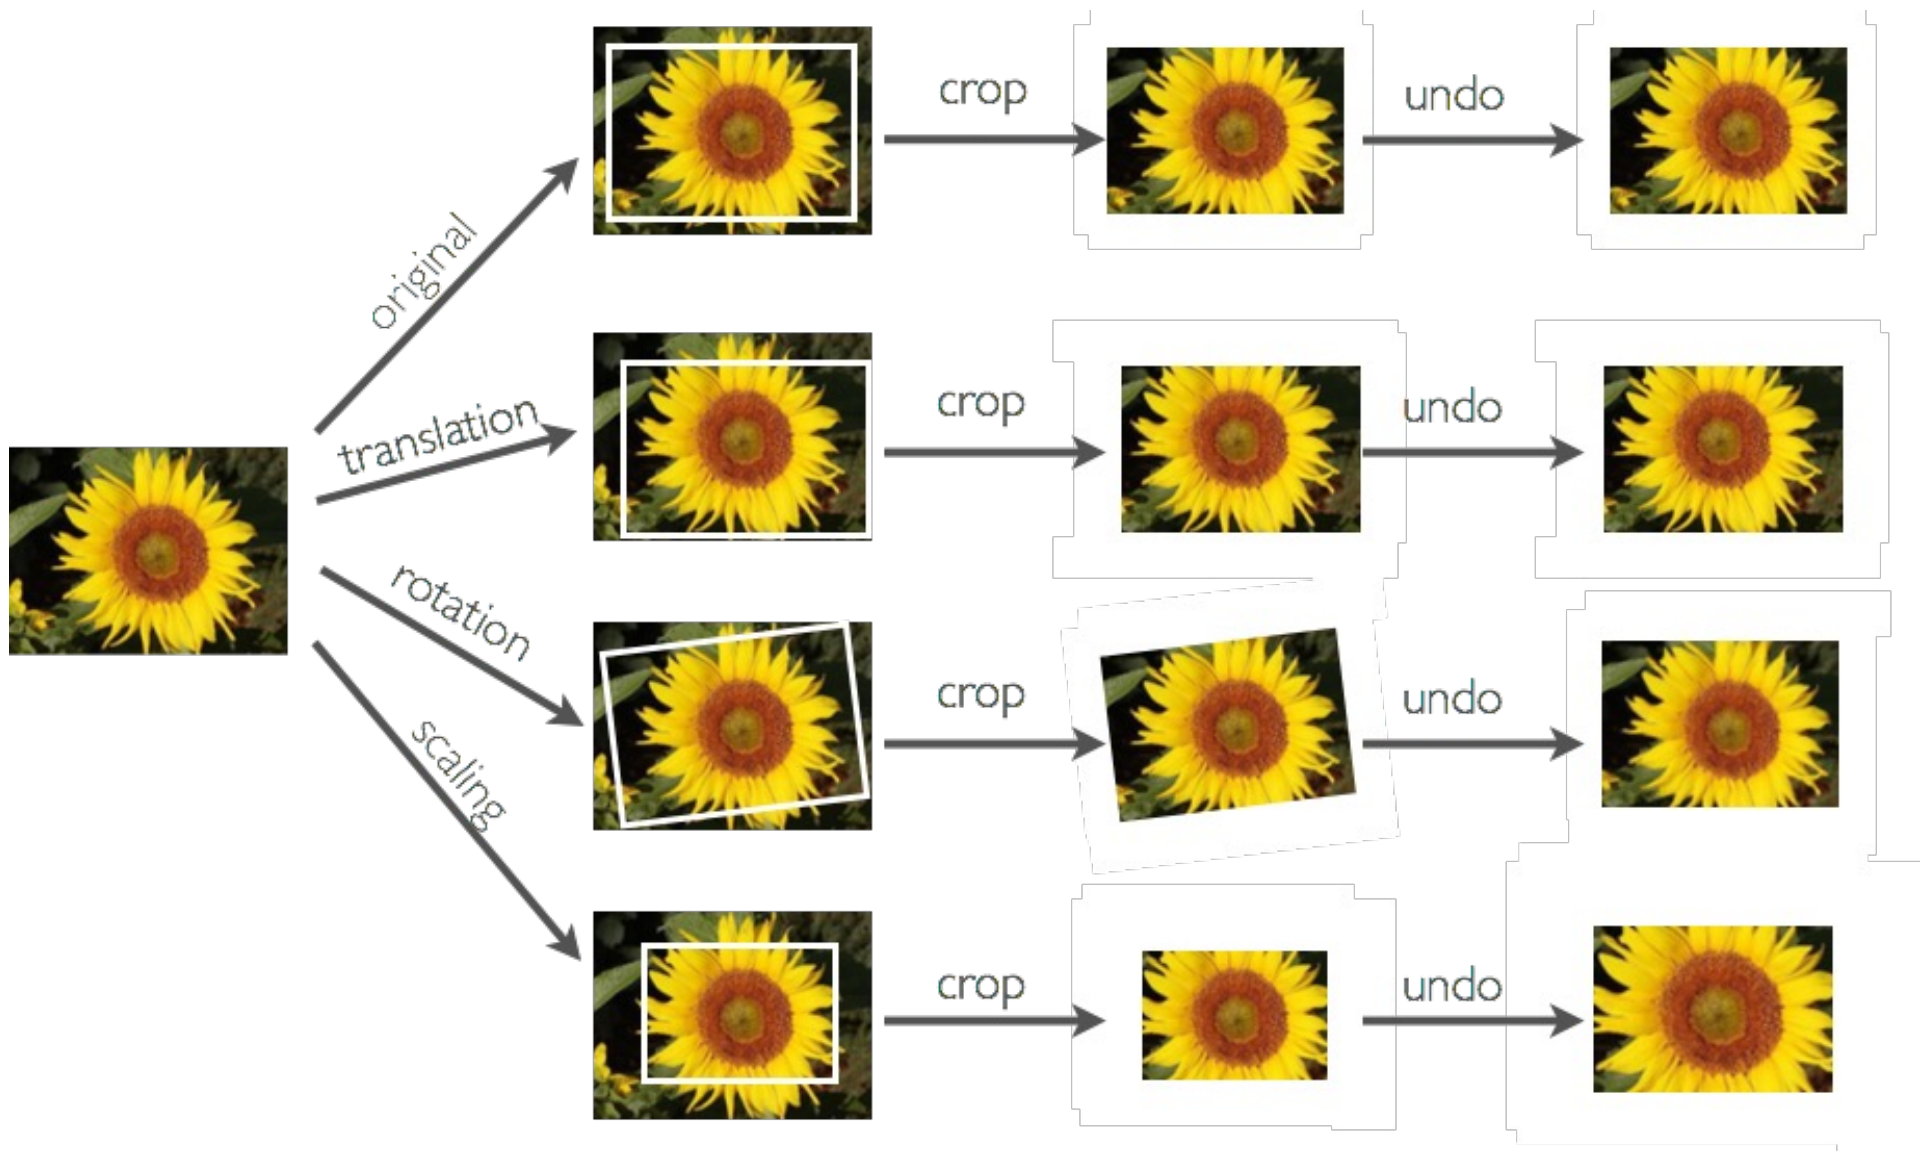 original
crop
undo
translation
crop
undo
rotation
crop
undo
scaling
crop
undo